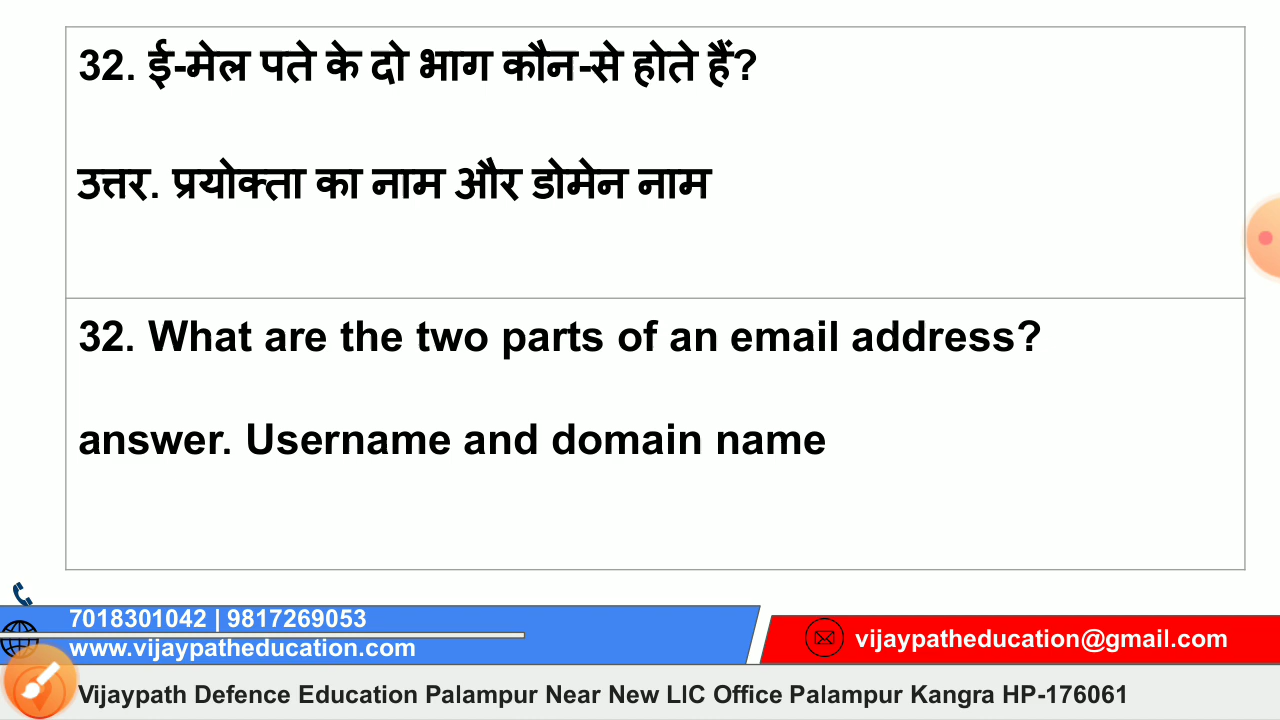 32. ई-मेल पते के दो भाग कौन-से होते हैं?
उत्तर. प्रयोक्ता का नाम और डोमेन नाम
32. What are the two parts of an email address?
answer. Username and domain name
7018301042 | 9817269053
www.vijaypatheducation.com
vijaypatheducation@gmail.com
Vijaypath Defence Education Palampur Near New LIC Office Palampur Kangra HP-176061